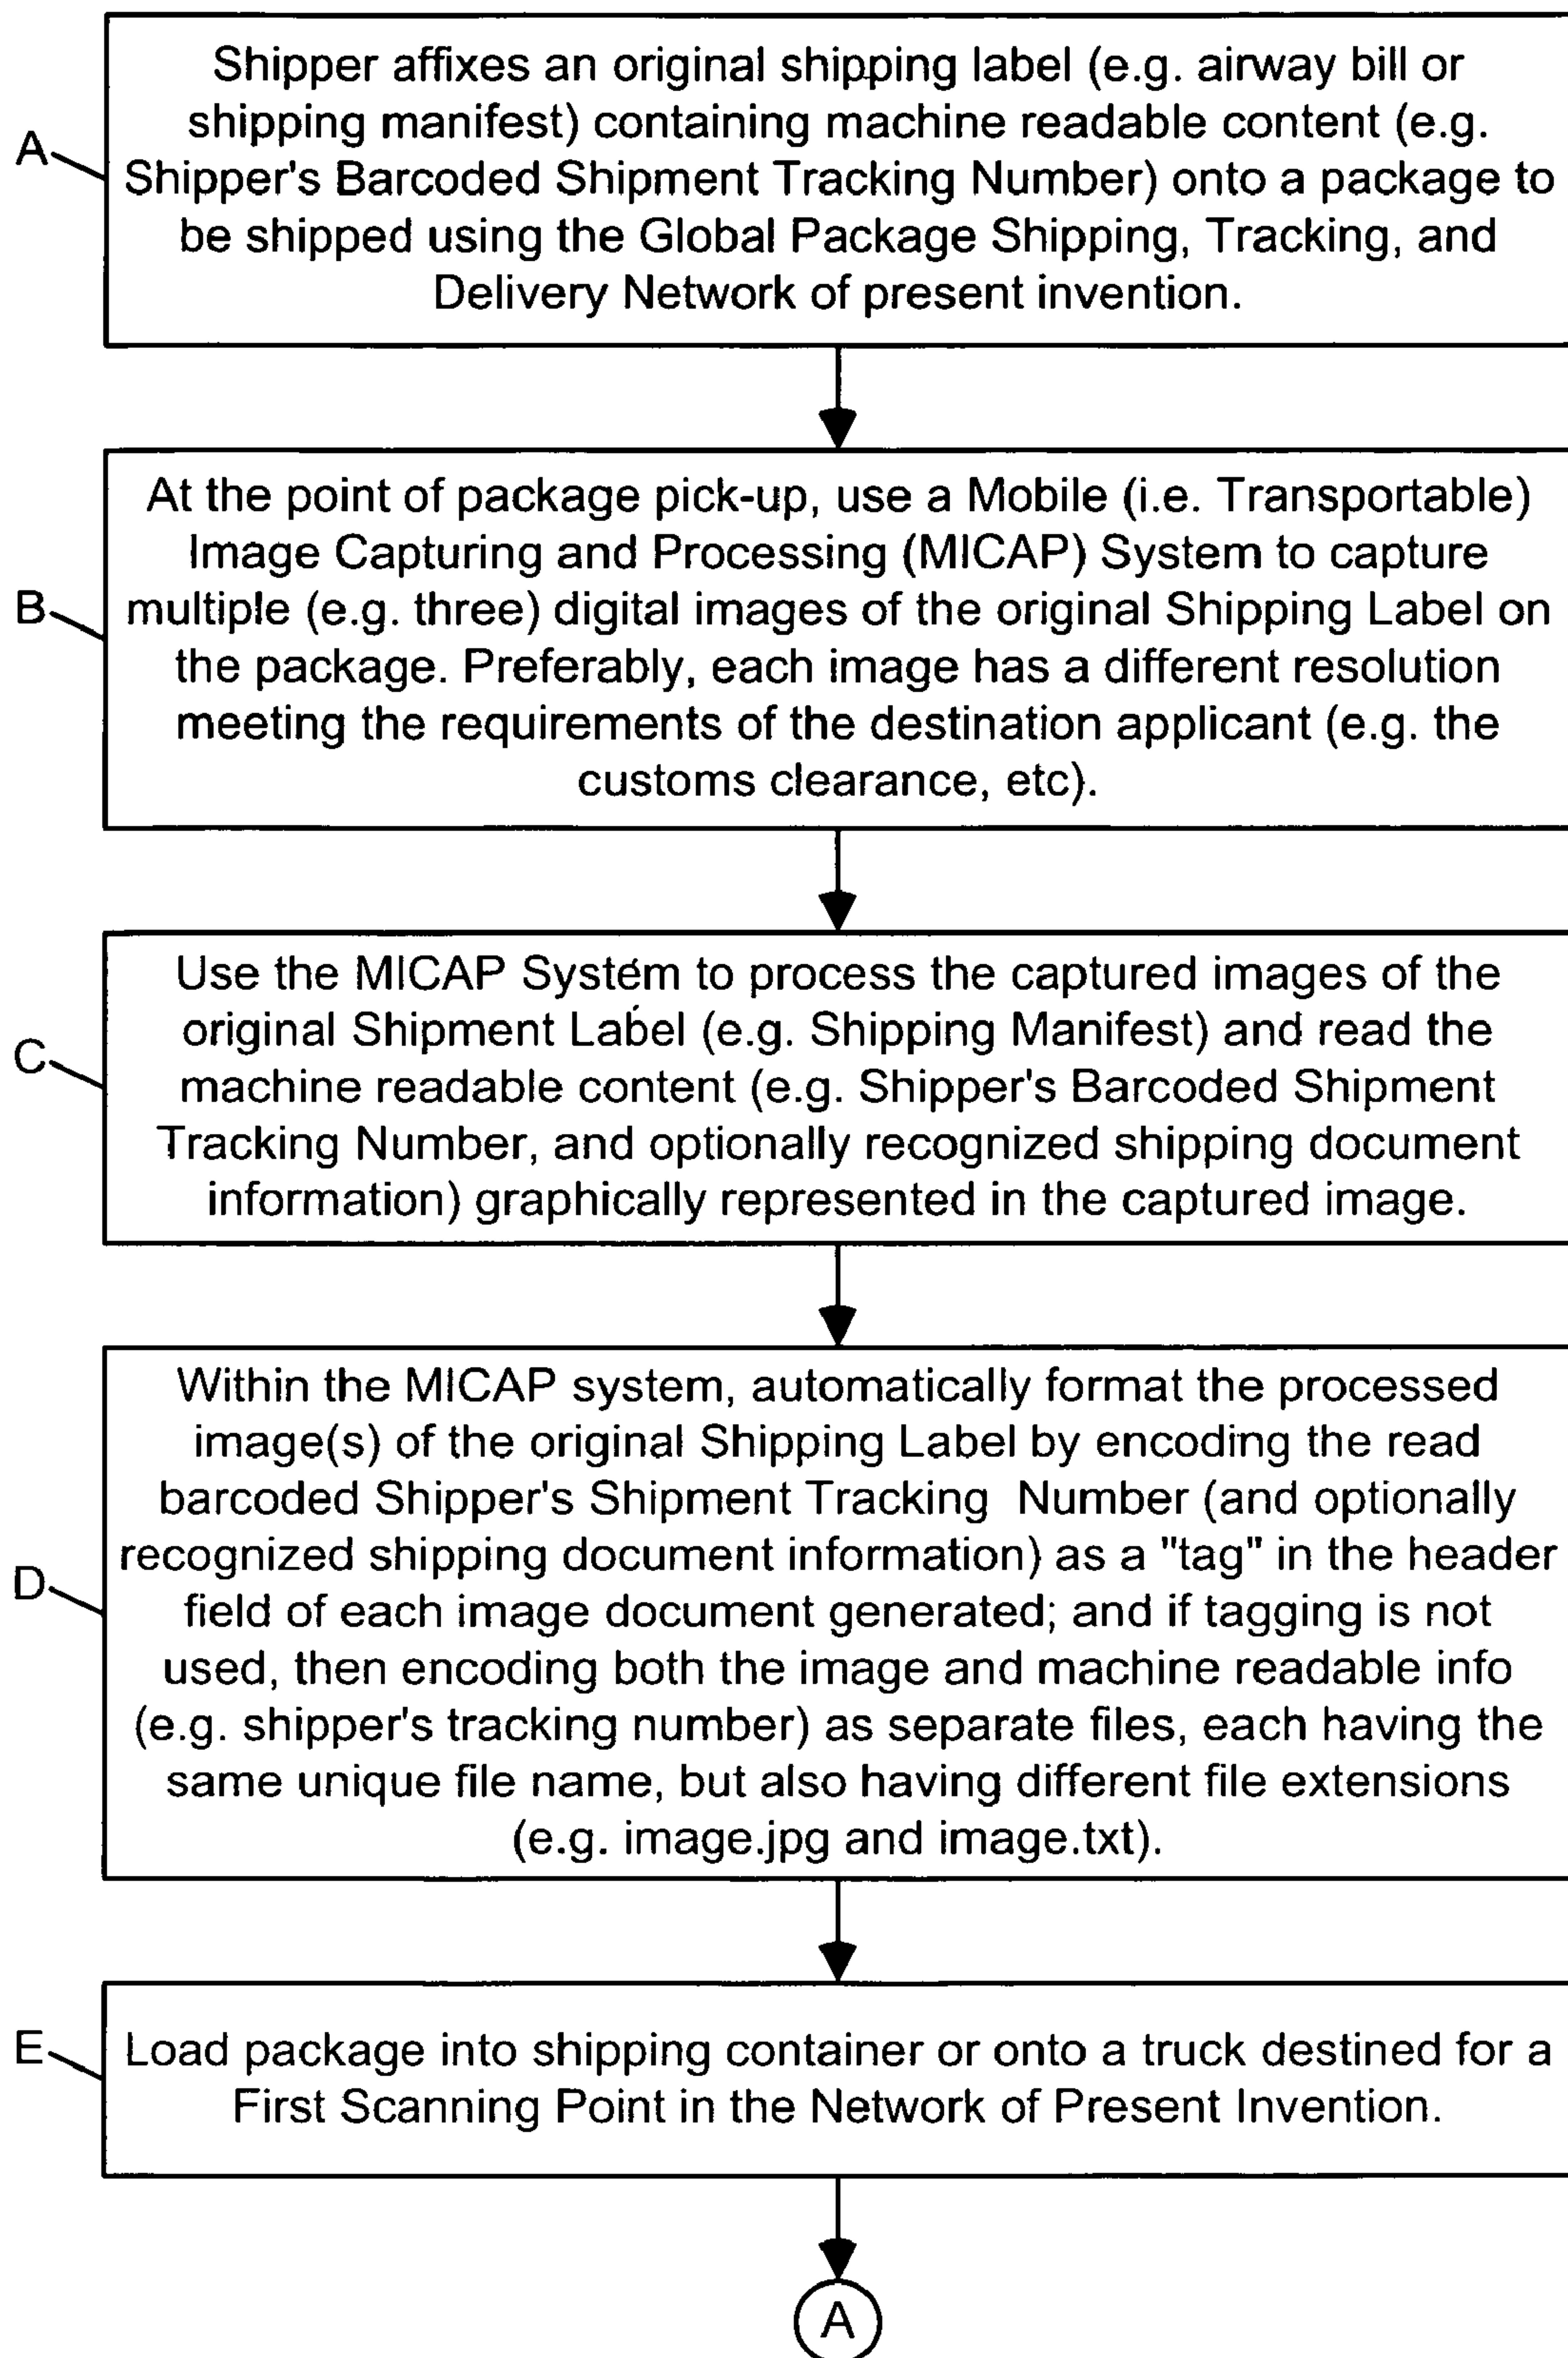 A
Shipper affixes an original shipping label (e.g. airway bill or
shipping manifest) containing machine readable content (e.g.
Shipper's Barcoded Shipment Tracking Number) onto a package to
be shipped using the Global Package Shipping, Tracking, and
Delivery Network of present invention.
B
At the point of package pick-up, use a Mobile (i.e. Transportable)
Image Capturing and Processing (MICAP) System to capture
multiple (e.g. three) digital images of the original Shipping Label on
the package. Preferably, each image has a different resolution
meeting the requirements of the destination applicant (e.g. the
customs clearance, etc).
C
Use the MICAP System to process the captured images of the
original Shipment Label (e.g. Shipping Manifest) and read the
machine readable content (e.g. Shipper's Barcoded Shipment
Tracking Number, and optionally recognized shipping document
information) graphically represented in the captured image.
D
Within the MICAP system, automatically format the processed
image(s) of the original Shipping Label by encoding the read
barcoded Shipper's Shipment Tracking Number (and optionally
recognized shipping document information) as a "tag" in the header
field of each image document generated; and if tagging is not
used, then encoding both the image and machine readable info
(e.g. shipper's tracking number) as separate files, each having the
same unique file name, but also having different file extensions
(e.g. image.jpg and image.txt).
E
Load package into shipping container or onto a truck destined for a
First Scanning Point in the Network of Present Invention.
A